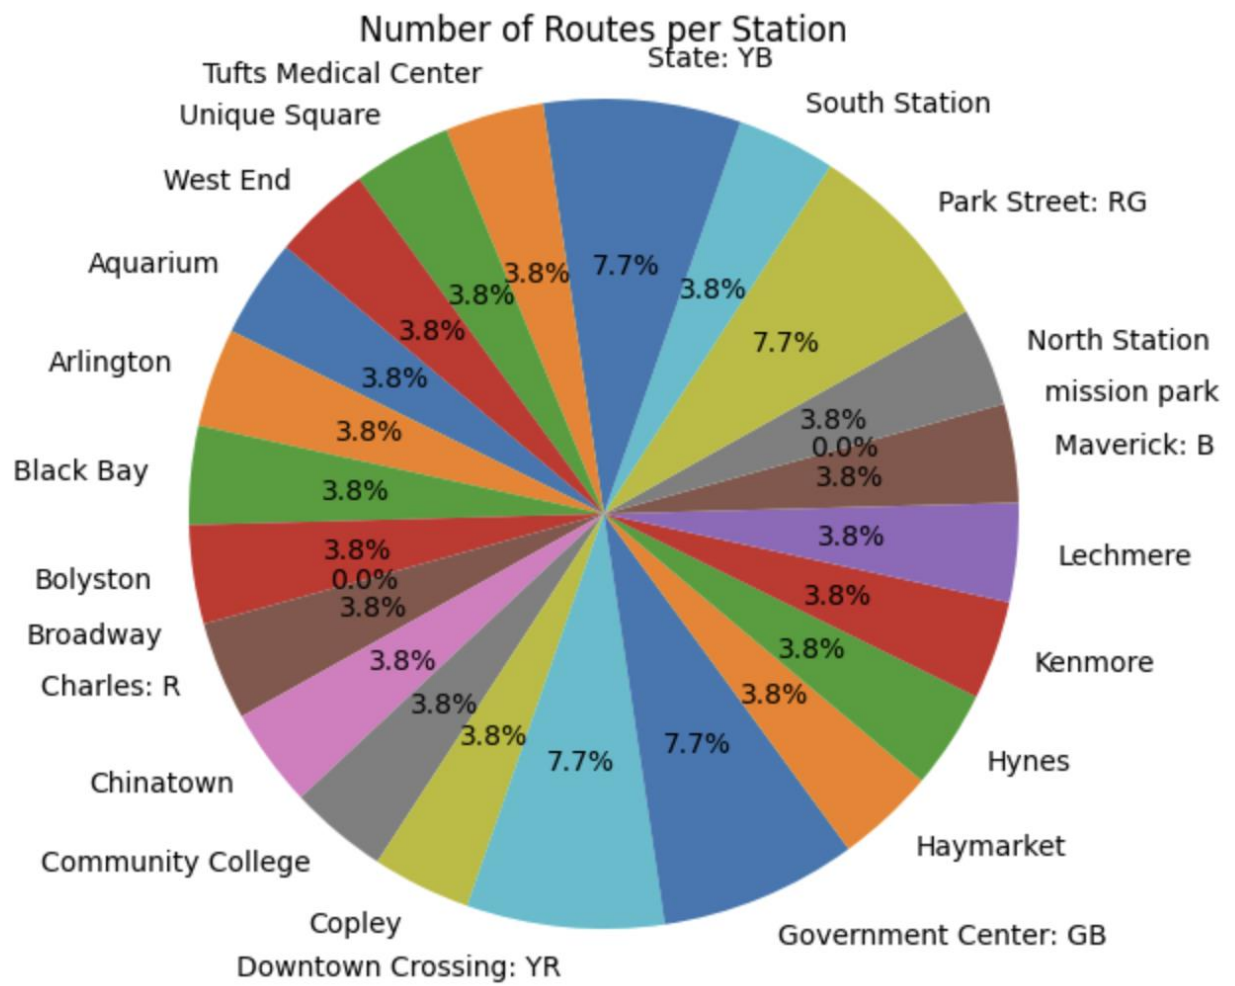 Number of Routes per Station
State: YB
Tufts Medical Center
South Station
Unique Square
West End
Park Street: RG
Aquarium
North Station
Arlington
mission park
Maverick: B
Black Bay
Lechmere
Bolyston
Broadway
Kenmore
Charles: R
Hynes
Chinatown
Haymarket
Community College
Copley
Government Center: GB
Downtown Crossing: YR
7.7%
3.8%
3.8%
3.8%
3.8%
7.7%
3.8%
3.8%
3.8%
0.0%
3.8%
3.8%
3.8%
3.8%
0.0%
3.8%
3.8%
3.8%
3.8%
3.8%
3.8%
3.8%
7.7%
7.7%